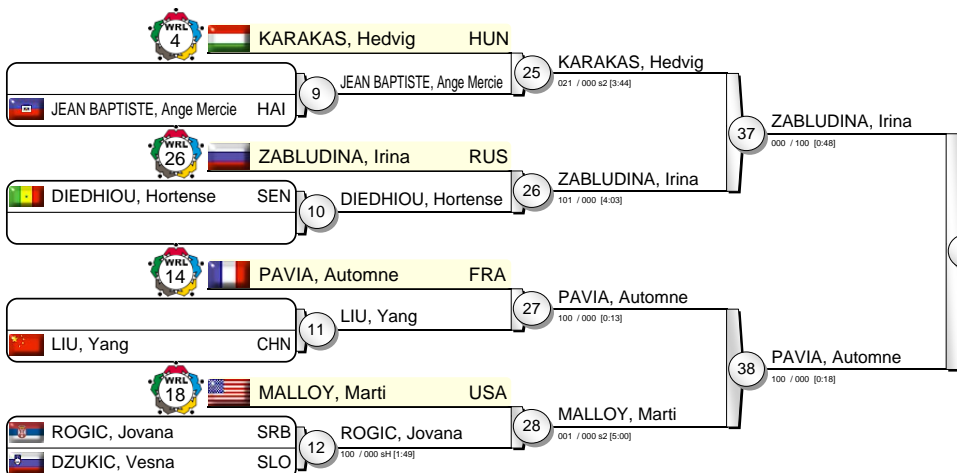 WRL
4
KARAKAS, Hedvig HUN
JEAN BAPTISTE, Ange Mercie HAI
9
JEAN BAPTISTE, Ange Mercie
25
KARAKAS, Hedvig
021 / 000 s2 [3:44]
WRL
26
ZABLUDINA, Irina RUS
DIEDHIOU, Hortense SEN
10
DIEDHIOU, Hortense
26
ZABLUDINA, Irina
101 / 000 [4:03]
37
ZABLUDINA, Irina
000 / 100 [0:48]
WRL
14
PAVIA, Automne FRA
LIU, Yang CHN
11
LIU, Yang
27
PAVIA, Automne
100 / 000 [0:13]
WRL
18
MALLOY, Marti USA
ROGIC, Jovana SRB
DZUKIC, Vesna SLO
12
ROGIC, Jovana
100 / 000 sH [1:49]
28
MALLOY, Marti
001 / 000 s2 [5:00]
38
PAVIA, Automne
100 / 000 [0:18]